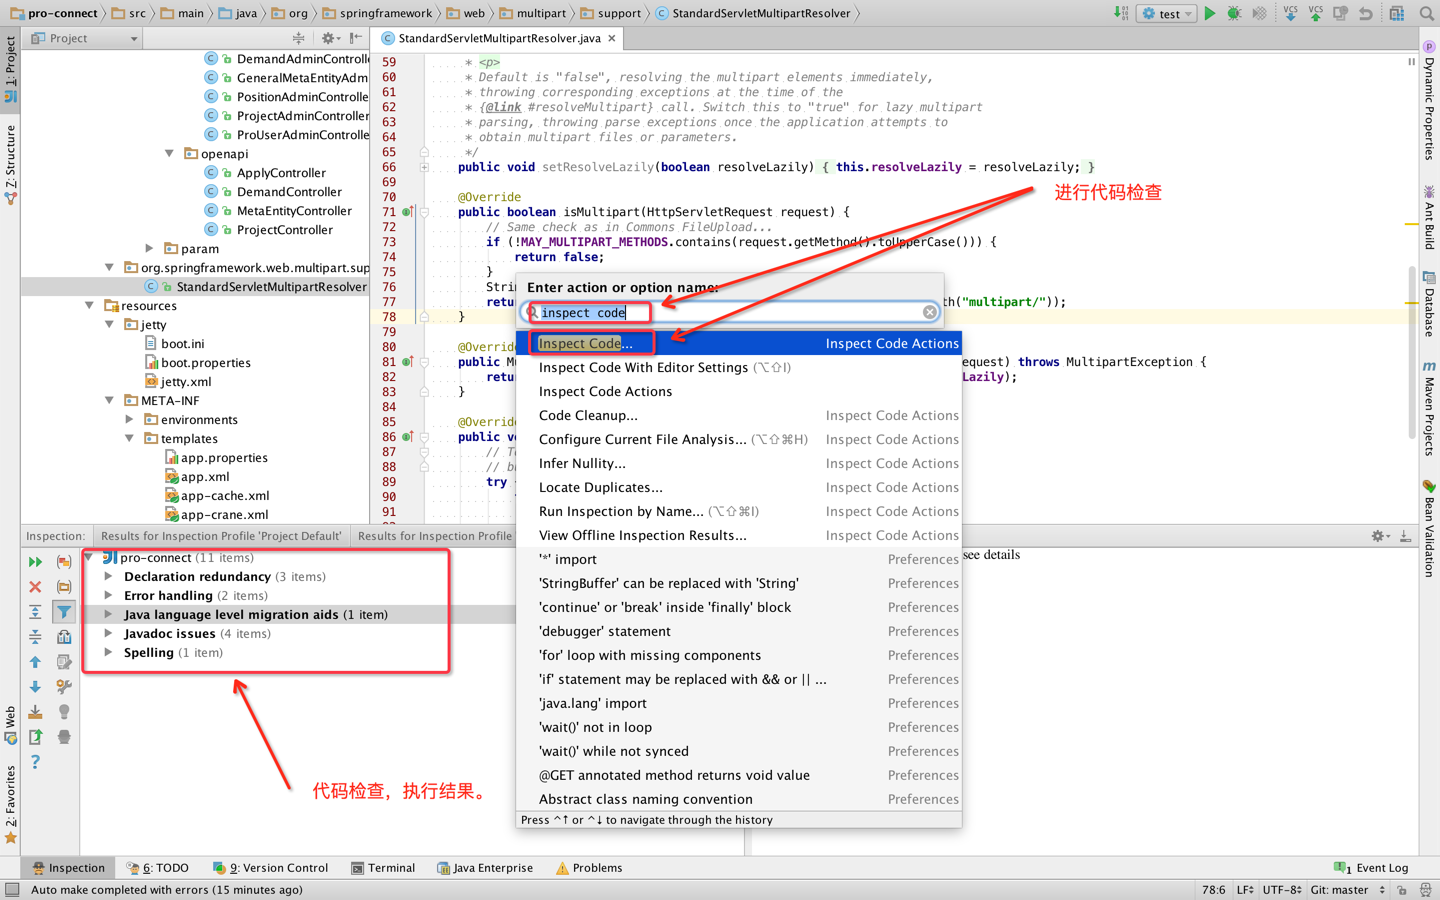 pro-connect src main java org springframework web multipart support StandardServletMultipartResolver test VCS VCS
Project StandardServletMultipartResolver.java
1: Project
Z: Structure
Web
2: Favorites
DemandAdminControlle
GeneralMetaEntityAdm
PositionAdminControlle
ProjectAdminControlle
ProUserAdminControlle
openapi
ApplyController
DemandController
MetaEntityController
ProjectController
param
org.springframework.web.multipart.sup
StandardServletMultipartResolver
resources
jetty
boot.ini
boot.properties
jetty.xml
META-INF
environments
templates
app.properties
app.xml
app-cache.xml
app-crane.xml
59 * <p>
60 * Default is "false", resolving the multipart elements immediately,
61 * throwing corresponding exceptions at the time of the
62 * {@link #resolveMultipart} call. Switch this to "true" for lazy multipart
63 * parsing, throwing parse exceptions once the application attempts to
64 * obtain multipart files or parameters.
65 */
66 public void setResolveLazily(boolean resolveLazily) { this.resolveLazily = resolveLazily; }
69
70 @Override
71 public boolean isMultipart(HttpServletRequest request) {
72 // Same check as in Commons FileUpload...
73 if (!MAY_MULTIPART_METHODS.contains(request.getMethod().toUpperCase())) {
74 return false;
75 }
76 Stri
77 retu th("multipart/"));
78 }
79
80 @Overrid
81 public Mu equest request) throws MultipartException {
82 retu Lazily);
83 }
84
85 @Override
86 public vo
87 // T
88 // b
89 try
90
91
进行代码检查
Enter action or option name:
inspect code
Inspect Code... Inspect Code Actions
Inspect Code With Editor Settings (⌥⇧I)
Inspect Code Actions
Code Cleanup... Inspect Code Actions
Configure Current File Analysis... (⌥⇧⌘H) Inspect Code Actions
Infer Nullity... Inspect Code Actions
Locate Duplicates... Inspect Code Actions
Run Inspection by Name... (⌥⇧⌘I) Inspect Code Actions
View Offline Inspection Results... Inspect Code Actions
'*' import Preferences
'StringBuffer' can be replaced with 'String' Preferences
'continue' or 'break' inside 'finally' block Preferences
'debugger' statement Preferences
'for' loop with missing components Preferences
'if' statement may be replaced with && or || ... Preferences
'java.lang' import Preferences
'wait()' not in loop Preferences
'wait()' while not synced Preferences
@GET annotated method returns void value Preferences
Abstract class naming convention Preferences
Press ^↑ or ^↓ to navigate through the history
Inspection: Results for Inspection Profile 'Project Default' Results for Inspection Profile
pro-connect (11 items)
Declaration redundancy (3 items)
Error handling (2 items)
Java language level migration aids (1 item)
Javadoc issues (4 items)
Spelling (1 item)
see details
代码检查，执行结果。
Dynamic Properties
Ant Build
Database
Maven Projects
Bean Validation
Inspection 6: TODO 9: Version Control Terminal Java Enterprise Problems 1 Event Log
Auto make completed with errors (15 minutes ago) 78:6 LF UTF-8 Git: master